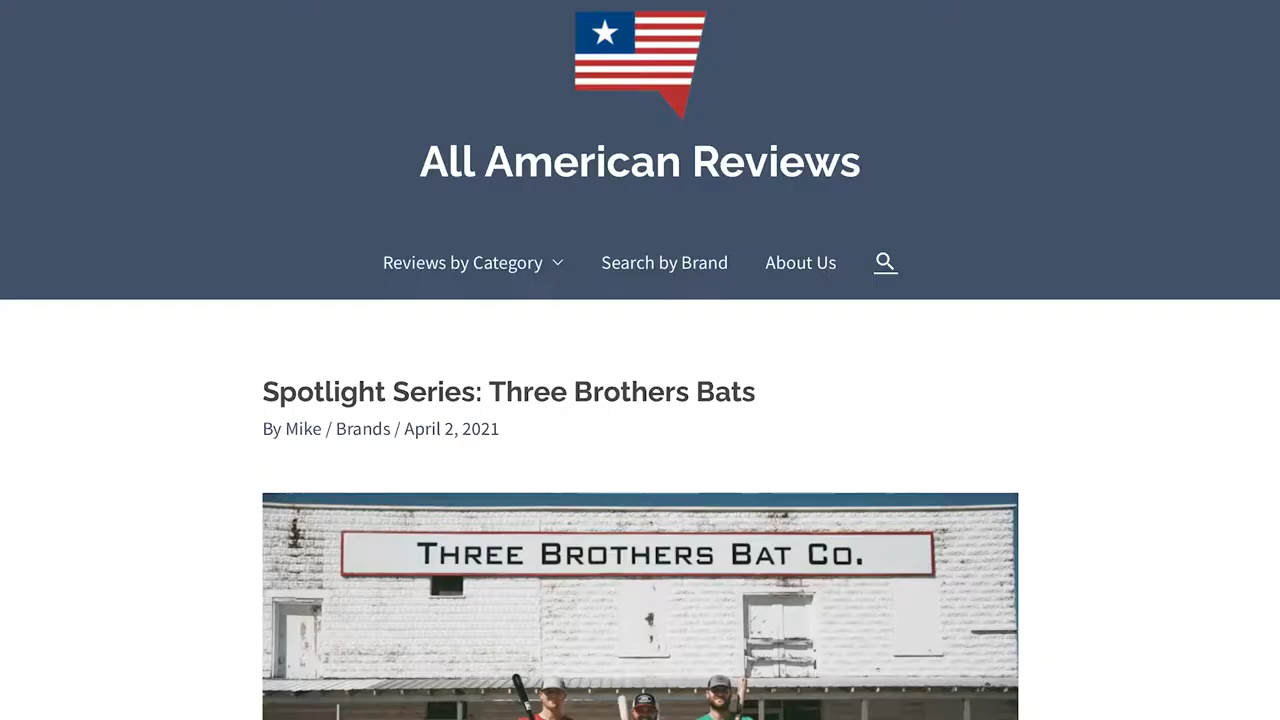 All American Reviews
Reviews by Category
Search by Brand
About Us
Spotlight Series: Three Brothers Bats
By Mike / Brands / April 2, 2021
THREE BROTHERS BAT CO.